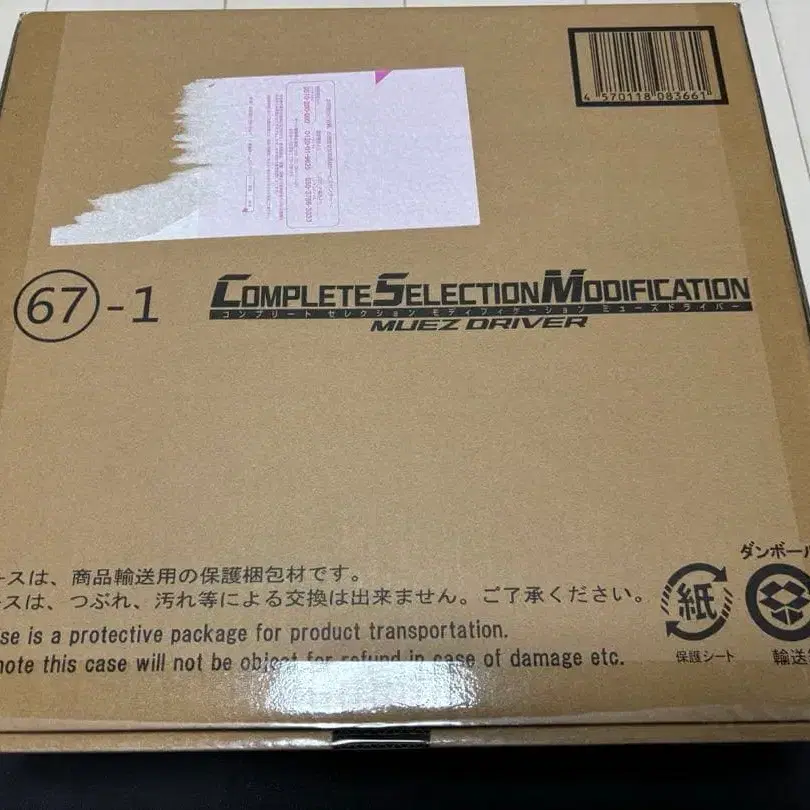 4 570118 083661
67-1
COMPLETE SELECTION MODIFICATION
コンプリート セレクション モディフィケーション ミューズドライバー
MUEZ DRIVER
ースは、商品輸送用の保護梱包材です。
ースは、つぶれ、汚れ等による交換は出来ません。ご了承ください。
se is a protective package for product transportation.
note this case will not be object for refund in case of damage etc.
紙
保護シート
ダンボール
輸送